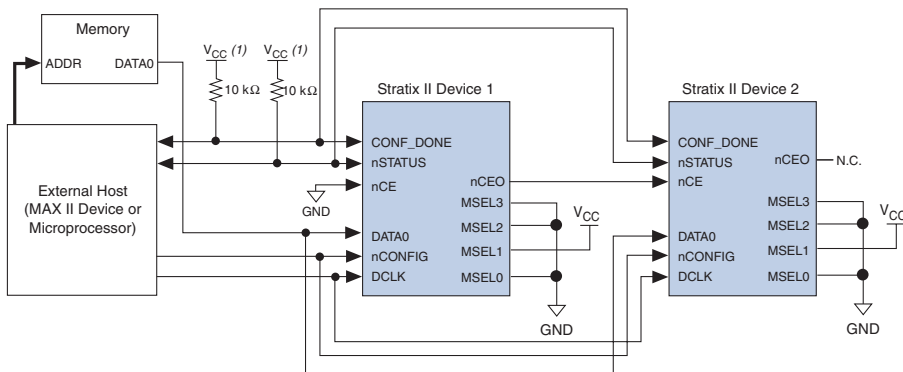 Memory
ADDR
DATA0
VCC (1)
VCC (1)
10 kΩ
10 kΩ
External Host
(MAX II Device or
Microprocessor)
GND
Stratix II Device 1
CONF_DONE
nSTATUS
nCE
DATA0
nCONFIG
DCLK
nCEO
MSEL3
MSEL2
MSEL1
MSEL0
VCC
GND
Stratix II Device 2
CONF_DONE
nSTATUS
nCE
DATA0
nCONFIG
DCLK
nCEO
N.C.
MSEL3
MSEL2
MSEL1
MSEL0
VCC
GND